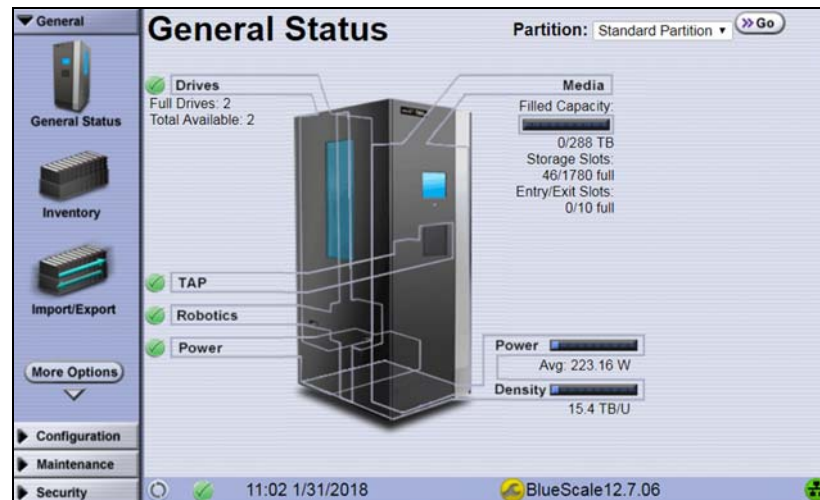 General
General Status
Partition: Standard Partition Go
Drives
Full Drives: 2
Total Available: 2
Media
Filled Capacity:
0/288 TB
Storage Slots:
46/1780 full
Entry/Exit Slots:
0/10 full
General Status
Inventory
Import/Export
TAP
Robotics
Power
Power
Avg: 223.16 W
Density
15.4 TB/U
More Options
Configuration
Maintenance
Security
11:02 1/31/2018
BlueScale12.7.06